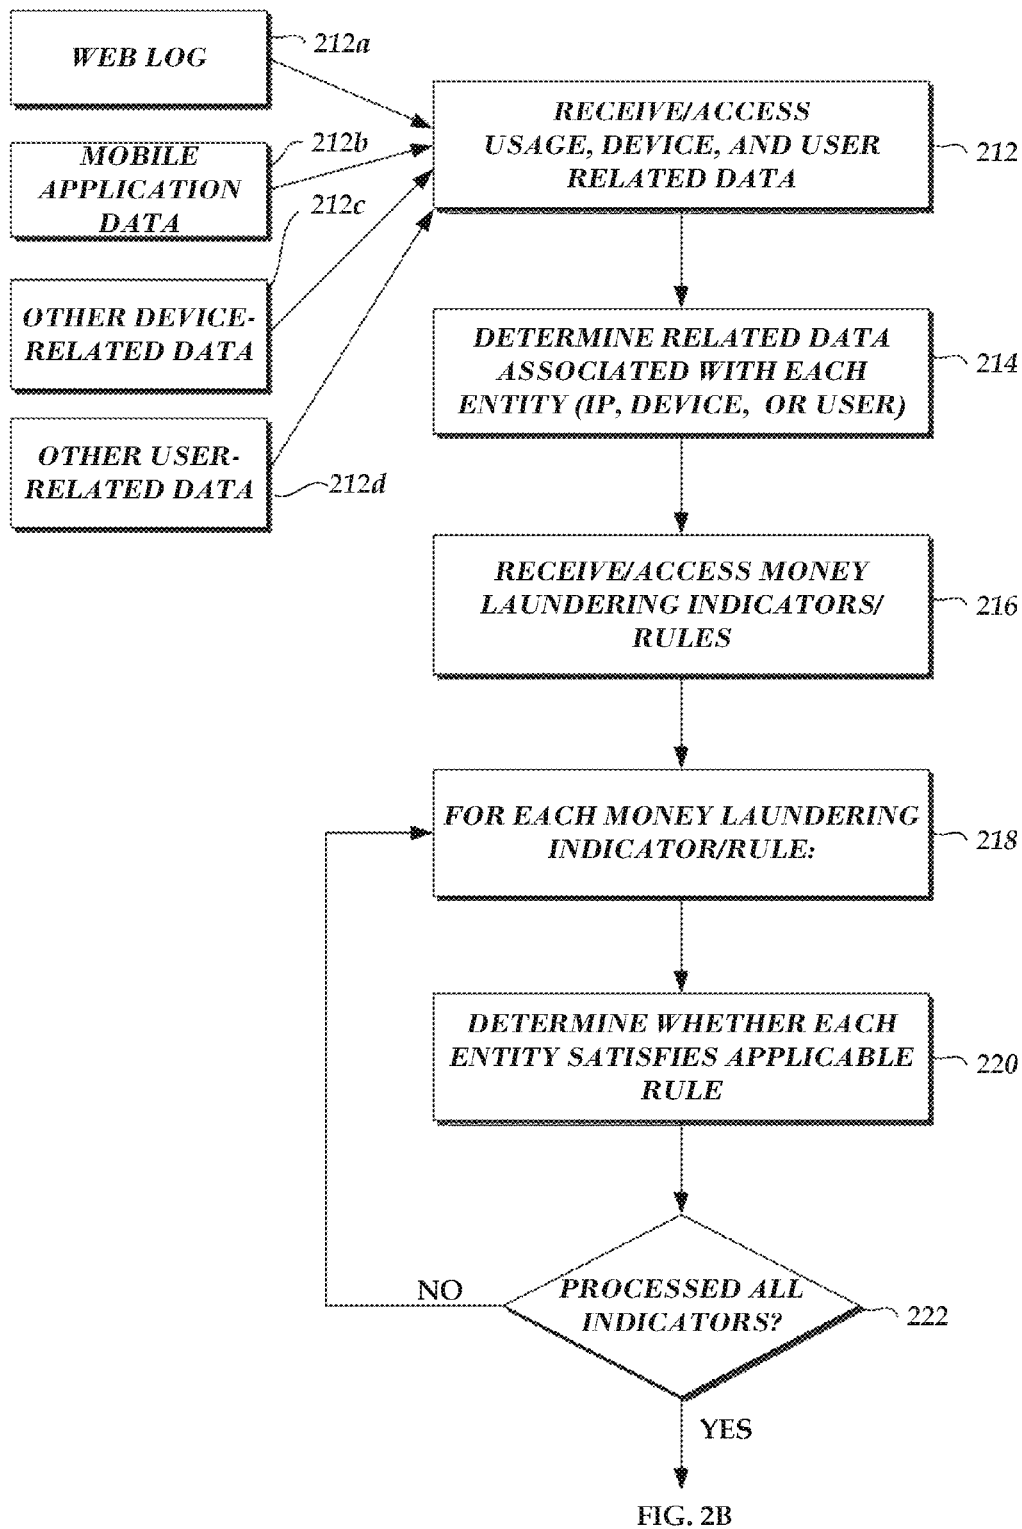 WEB LOG
212a
MOBILE
APPLICATION
DATA
212b
OTHER DEVICE-
RELATED DATA
212c
OTHER USER-
RELATED DATA
212d
RECEIVE/ACCESS
USAGE, DEVICE, AND USER
RELATED DATA
212
DETERMINE RELATED DATA
ASSOCIATED WITH EACH
ENTITY (IP, DEVICE, OR USER)
214
RECEIVE/ACCESS MONEY
LAUNDERING INDICATORS/
RULES
216
FOR EACH MONEY LAUNDERING
INDICATOR/RULE:
218
DETERMINE WHETHER EACH
ENTITY SATISFIES APPLICABLE
RULE
220
PROCESSED ALL
INDICATORS?
222
NO
YES
FIG. 2B